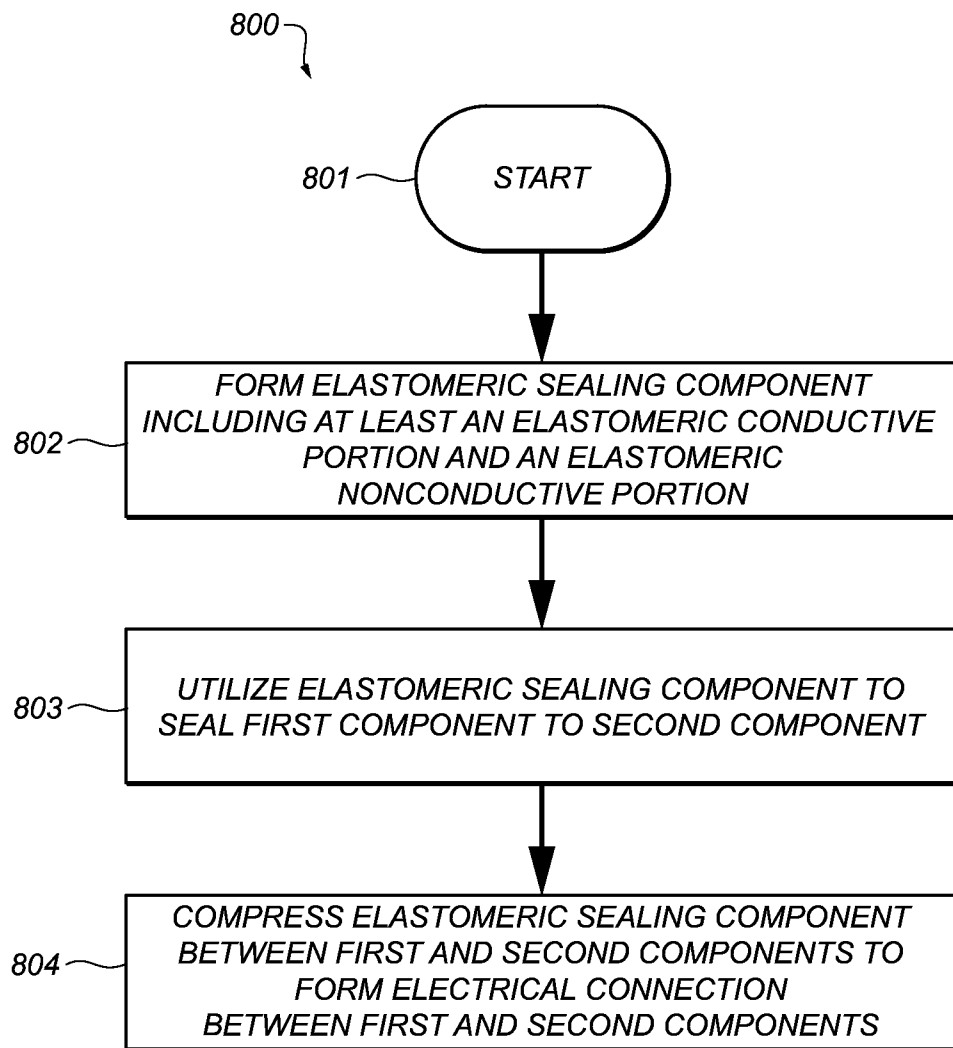 800
801
START
802
FORM ELASTOMERIC SEALING COMPONENT
INCLUDING AT LEAST AN ELASTOMERIC CONDUCTIVE
PORTION AND AN ELASTOMERIC
NONCONDUCTIVE PORTION
803
UTILIZE ELASTOMERIC SEALING COMPONENT TO
SEAL FIRST COMPONENT TO SECOND COMPONENT
804
COMPRESS ELASTOMERIC SEALING COMPONENT
BETWEEN FIRST AND SECOND COMPONENTS TO
FORM ELECTRICAL CONNECTION
BETWEEN FIRST AND SECOND COMPONENTS